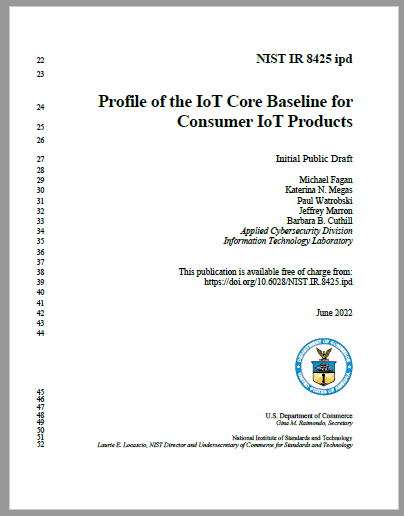 22 NIST IR 8425 ipd
23
24 Profile of the IoT Core Baseline for
25 Consumer IoT Products
26
27 Initial Public Draft
28
29 Michael Fagan
30 Katerina N. Megas
31 Paul Watrobski
32 Jeffrey Marron
33 Barbara B. Cuthill
34 Applied Cybersecurity Division
35 Information Technology Laboratory
36
37
38 This publication is available free of charge from:
39 https://doi.org/10.6028/NIST.IR.8425.ipd
40
41
42 June 2022
43
44
45
46
47
48 U.S. Department of Commerce
49 Gina M. Raimondo, Secretary
50
51 National Institute of Standards and Technology
52 Laurie E. Locascio, NIST Director and Undersecretary of Commerce for Standards and Technology